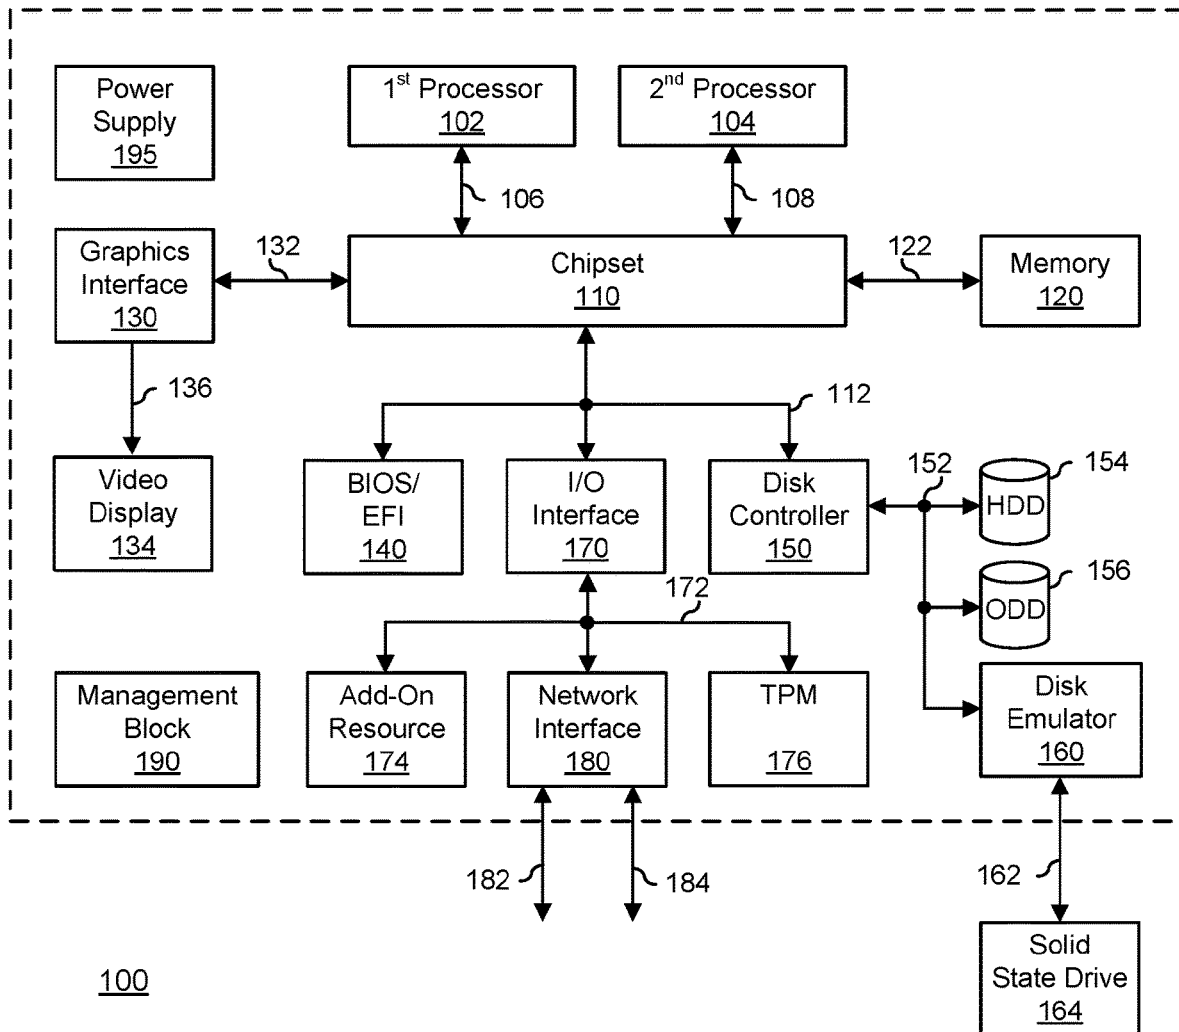 Power
Supply
195
1st Processor
102
2nd Processor
104
106
108
Graphics
Interface
130
132
Chipset
110
122
Memory
120
136
112
Video
Display
134
BIOS/
EFI
140
I/O
Interface
170
Disk
Controller
150
152
HDD
154
ODD
156
172
Management
Block
190
Add-On
Resource
174
Network
Interface
180
TPM
176
Disk
Emulator
160
182
184
162
Solid
State Drive
164
100